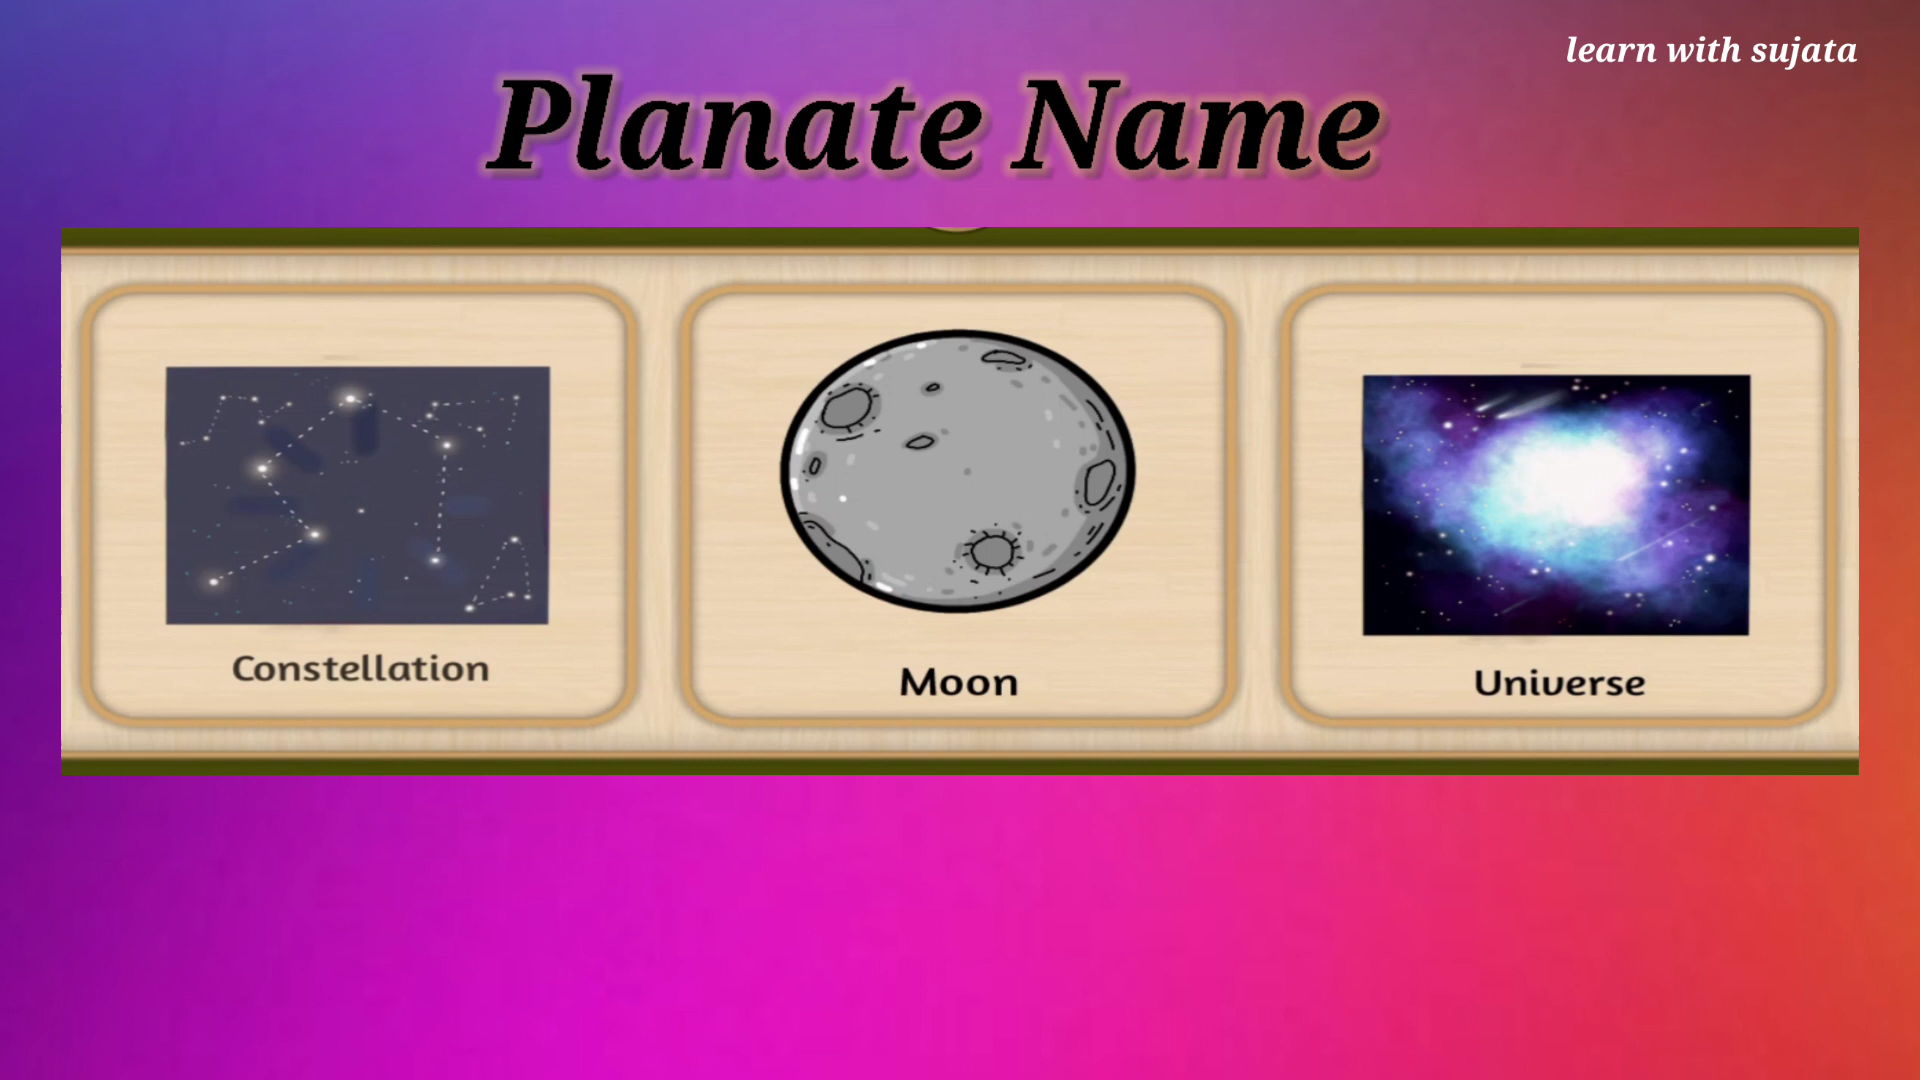 learn with sujata
Planate Name
Constellation
Moon
Universe